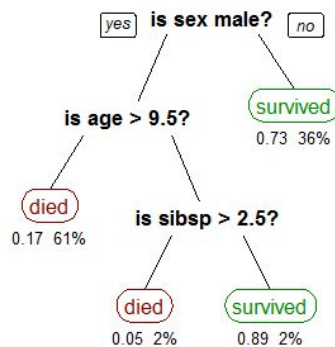 yes is sex male? no
is age > 9.5?
survived
0.73 36%
died
0.17 61%
is sibsp > 2.5?
died
0.05 2%
survived
0.89 2%